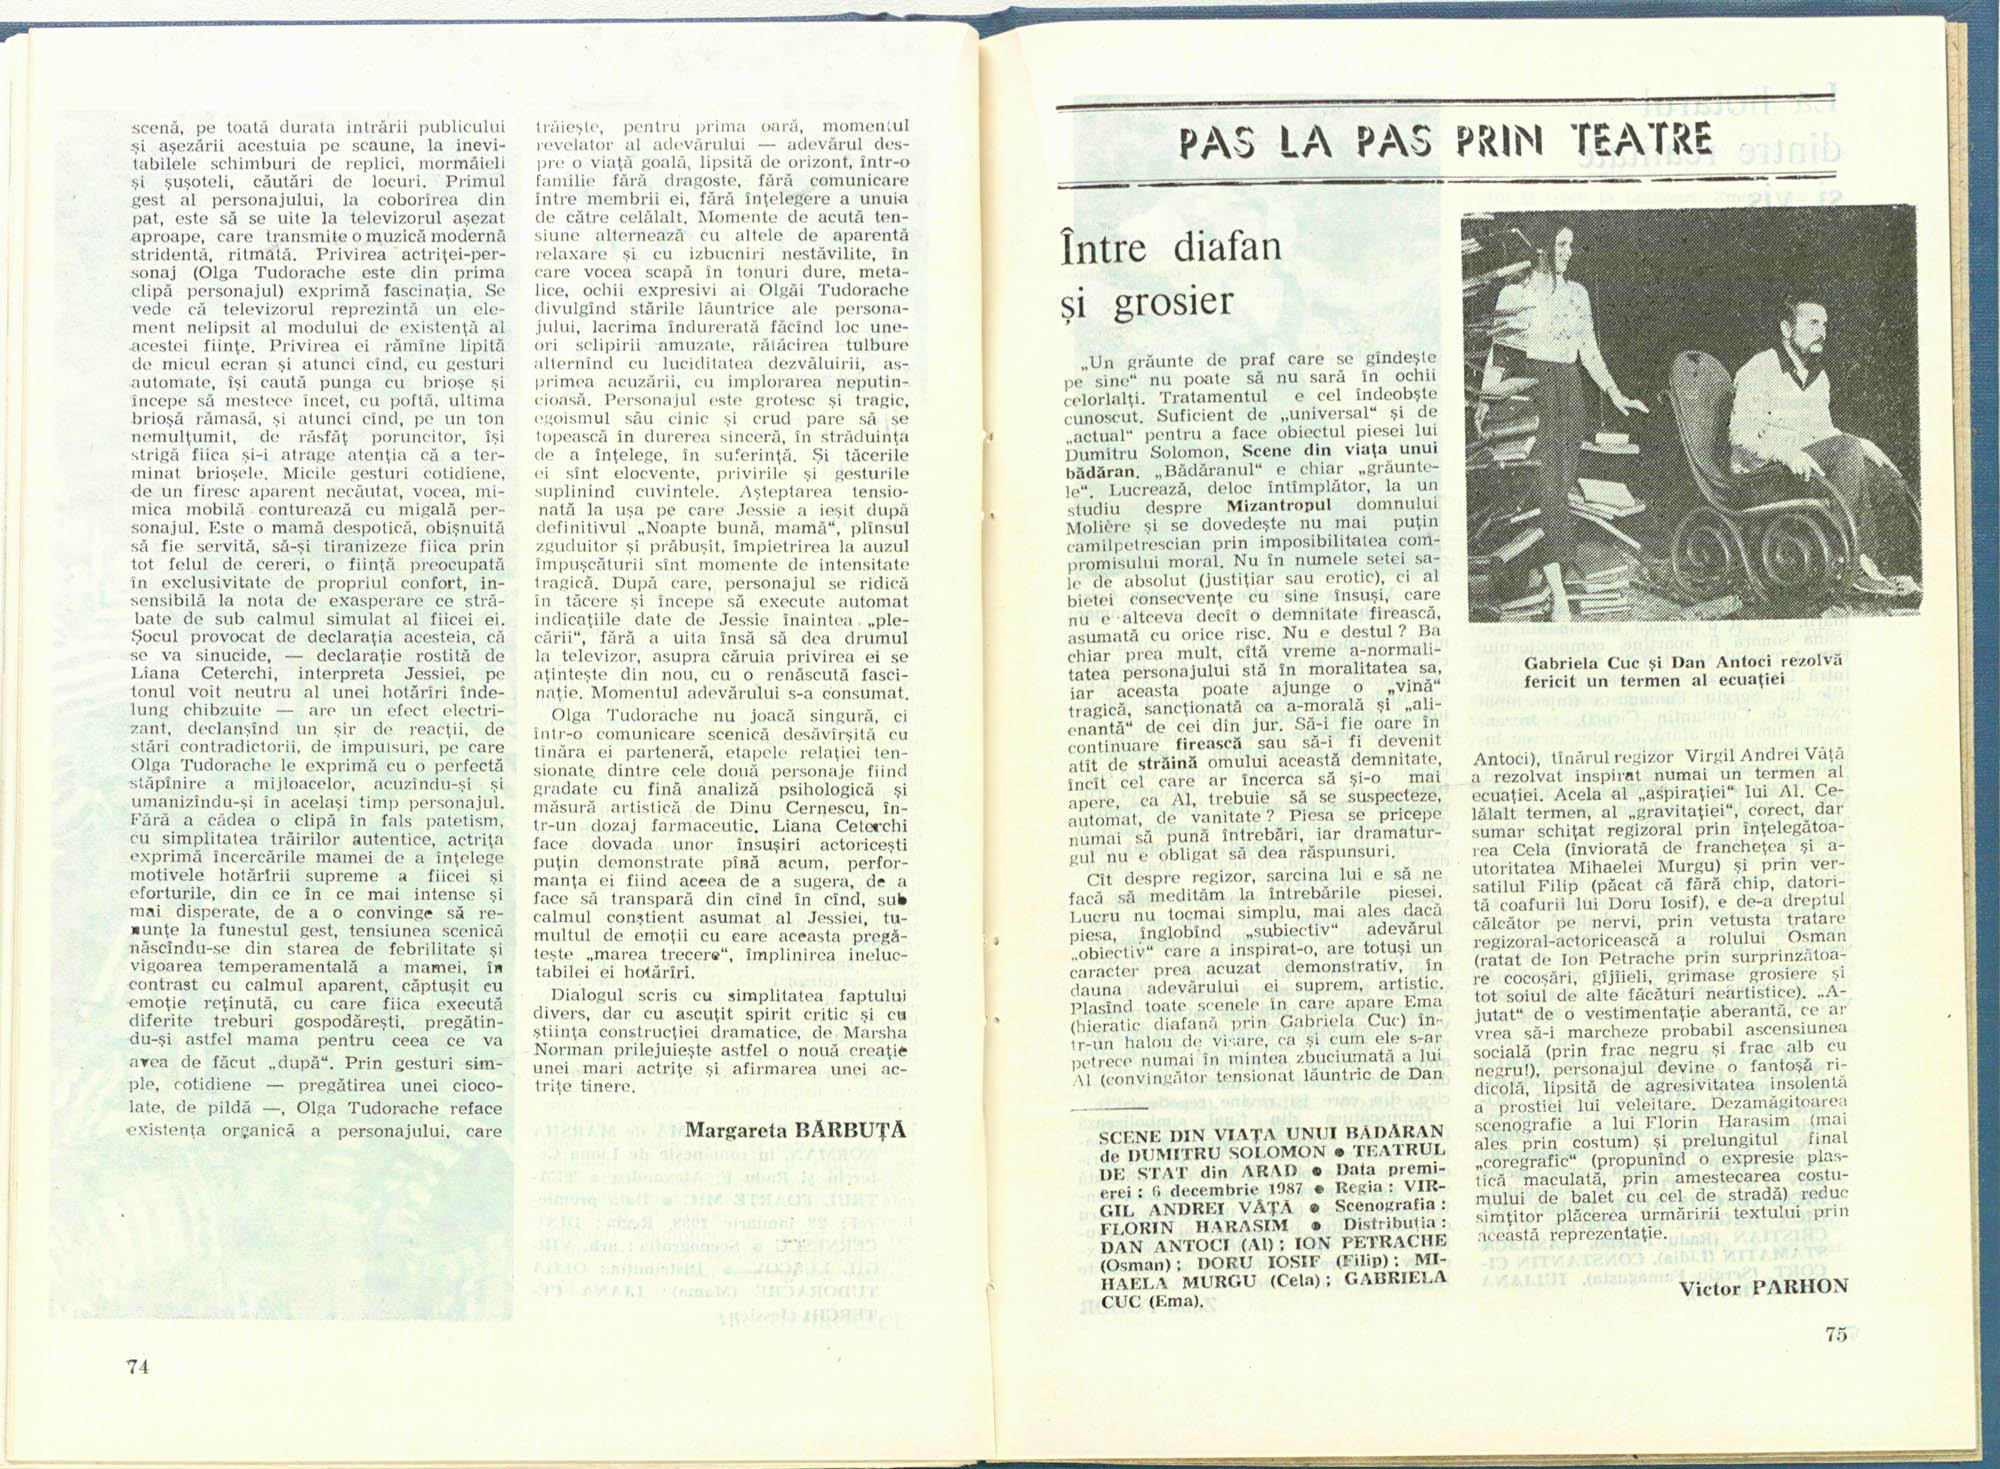 scenă, pe toată durata intrării publicului
și așezării acestuia pe scaune, la inevi-
tabilele schimburi de replici, mormăieli
și șușoteli, căutări de locuri. Primul
gest al personajului, la coborîrea din
pat, este să se uite la televizorul așezat
aproape, care transmite o muzică modernă
stridentă, ritmată. Privirea actriței-per-
sonaj (Olga Tudorache este din prima
clipă personajul) exprimă fascinația. Se
vede că televizorul reprezintă un ele-
ment nelipsit al modului de existență al
acestei ființe. Privirea ei rămîne lipită
de micul ecran și atunci cînd, cu gesturi
automate, își caută punga cu brioșe și
începe să mestece încet, cu poftă, ultima
brioșă rămasă, și atunci cînd, pe un ton
nemulțumit, de răsfăț poruncitor, își
strigă fiica și-i atrage atenția că a ter-
minat brioșele. Micile gesturi cotidiene,
de un firesc aparent necăutat, vocea, mi-
mica mobilă conturează cu migală per-
sonajul. Este o mamă despotică, obișnuită
să fie servită, să-și tiranizeze fiica prin
tot felul de cereri, o ființă preocupată
în exclusivitate de propriul confort, in-
sensibilă la nota de exasperare ce stră-
bate de sub calmul simulat al fiicei ei.
Șocul provocat de declarația acesteia, că
se va sinucide, — declarație rostită de
Liana Ceterchi, interpreta Jessiei, pe
tonul voit neutru al unei hotărîri înde-
lung chibzuite — are un efect electri-
zant, declanșînd un șir de reacții, de
stări contradictorii, de impulsuri, pe care
Olga Tudorache le exprimă cu o perfectă
stăpînire a mijloacelor, acuzîndu-și și
umanizîndu-și în același timp personajul.
Fără a cădea o clipă în fals patetism,
cu simplitatea trăirilor autentice, actrița
exprimă încercările mamei de a înțelege
motivele hotărîrii supreme a fiicei și
eforturile, din ce în ce mai intense și
mai disperate, de a o convinge să re-
nunțe la funestul gest, tensiunea scenică
născîndu-se din starea de febrilitate și
vigoarea temperamentală a mamei, în
contrast cu calmul aparent, căptușit cu
emoție reținută, cu care fiica execută
diferite treburi gospodărești, pregătin-
du-și astfel mama pentru ceea ce va
avea de făcut „după“. Prin gesturi sim-
ple, cotidiene — pregătirea unei cioco-
late, de pildă —, Olga Tudorache reface
existența organică a personajului, care
74
trăiește, pentru prima oară, momentul
revelator al adevărului — adevărul des-
pre o viață goală, lipsită de orizont, într-o
familie fără dragoste, fără comunicare
între membrii ei, fără înțelegere a unuia
de către celălalt. Momente de acută ten-
siune alternează cu altele de aparentă
relaxare și cu izbucniri nestăvilite, în
care vocea scapă în tonuri dure, meta-
lice, ochii expresivi ai Olgăi Tudorache
divulgînd stările lăuntrice ale persona-
jului, lacrima îndurerată făcînd loc une-
ori sclipirii amuzate, rătăcirea tulbure
alternînd cu luciditatea dezvăluirii, as-
primea acuzării, cu implorarea neputin-
cioasă. Personajul este grotesc și tragic,
egoismul său cinic și crud pare să se
topească în durerea sinceră, în străduința
de a înțelege, în suferință. Și tăcerile
ei sînt elocvente, privirile și gesturile
suplinind cuvintele. Așteptarea tensio-
nată la ușa pe care Jessie a ieșit după
definitivul „Noapte bună, mamă“, plînsul
zguduitor și prăbușit, împietrirea la auzul
împușcăturii sînt momente de intensitate
tragică. După care, personajul se ridică
în tăcere și începe să execute automat
indicațiile date de Jessie înaintea „ple-
cării“, fără a uita însă să dea drumul
la televizor, asupra căruia privirea ei se
ațintește din nou, cu o renăscută fasci-
nație. Momentul adevărului s-a consumat.
Olga Tudorache nu joacă singură, ci
într-o comunicare scenică desăvîrșită cu
tînăra ei parteneră, etapele relației ten-
sionate dintre cele două personaje fiind
gradate cu fină analiză psihologică și
măsură artistică de Dinu Cernescu, în-
tr-un dozaj farmaceutic. Liana Ceterchi
face dovada unor însușiri actoricești
puțin demonstrate pînă acum, perfor-
manța ei fiind aceea de a sugera, de a
face să transpară din cînd în cînd, sub
calmul conștient asumat al Jessiei, tu-
multul de emoții cu care aceasta pregă-
tește „marea trecere“, împlinirea ineluc-
tabilei ei hotărîri.
Dialogul scris cu simplitatea faptului
divers, dar cu ascuțit spirit critic și cu
știința construcției dramatice, de Marsha
Norman prilejuiește astfel o nouă creație
unei mari actrițe și afirmarea unei ac-
trițe tinere.
Margareta BĂRBUȚĂ
PAS LA PAS PRIN TEATRE
Între diafan
și grosier
„Un grăunte de praf care se gîndește
pe sine“ nu poate să nu sară în ochii
celorlalți. Tratamentul e cel îndeobște
cunoscut. Suficient de „universal“ și de
„actual“ pentru a face obiectul piesei lui
Dumitru Solomon, Scene din viața unui
bădăran. „Bădăranul“ e chiar „grăunte-
le“. Lucrează, deloc întîmplător, la un
studiu despre Mizantropul domnului
Molière și se dovedește nu mai puțin
camilpetrescian prin imposibilitatea com-
promisului moral. Nu în numele setei sa-
le de absolut (justițiar sau erotic), ci al
bietei consecvențe cu sine însuși, care
nu e altceva decît o demnitate firească,
asumată cu orice risc. Nu e destul ? Ba
chiar prea mult, cîtă vreme a-normali-
tatea personajului stă în moralitatea sa,
iar aceasta poate ajunge o „vină“
tragică, sancționată ca a-morală și „ali-
enantă“ de cei din jur. Să-i fie oare în
continuare firească sau să-i fi devenit
atît de străină omului această demnitate,
încît cel care ar încerca să și-o mai
apere, ca Al, trebuie să se suspecteze,
automat, de vanitate ? Piesa se pricepe
numai să pună întrebări, iar dramatur-
gul nu e obligat să dea răspunsuri.
Cît despre regizor, sarcina lui e să ne
facă să medităm la întrebările piesei.
Lucru nu tocmai simplu, mai ales dacă
piesa, înglobînd „subiectiv“ adevărul
„obiectiv“ care a inspirat-o, are totuși un
caracter prea acuzat demonstrativ, în
dauna adevărului ei suprem, artistic.
Plasînd toate scenele în care apare Ema
(hieratic diafană prin Gabriela Cuc) în-
tr-un halou de visare, ca și cum ele s-ar
petrece numai în mintea zbuciumată a lui
Al (convingător tensionat lăuntric de Dan
SCENE DIN VIAȚA UNUI BĂDĂRAN
de DUMITRU SOLOMON ● TEATRUL
DE STAT din ARAD ● Data premi-
erei : 6 decembrie 1987 ● Regia : VIR-
GIL ANDREI VÂȚĂ ● Scenografia :
FLORIN HARASIM ● Distribuția :
DAN ANTOCI (Al) ; ION PETRACHE
(Osman) ; DORU IOSIF (Filip) ; MI-
HAELA MURGU (Cela) ; GABRIELA
CUC (Ema).
Gabriela Cuc și Dan Antoci rezolvă
fericit un termen al ecuației
Antoci), tînărul regizor Virgil Andrei Vâță
a rezolvat inspirat numai un termen al
ecuației. Acela al „aspirației“ lui Al. Ce-
lălalt termen, al „gravitației“, corect, dar
sumar schițat regizoral prin înțelegătoa-
rea Cela (înviorată de franchețea și a-
utoritatea Mihaelei Murgu) și prin ver-
satilul Filip (păcat că fără chip, datori-
tă coafurii lui Doru Iosif), e de-a dreptul
călcător pe nervi, prin vetusta tratare
regizoral-actoricească a rolului Osman
(ratat de Ion Petrache prin surprinzătoa-
re cocoșări, gîjîieli, grimase grosiere și
tot soiul de alte făcături neartistice). „A-
jutat“ de o vestimentație aberantă, ce ar
vrea să-i marcheze probabil ascensiunea
socială (prin frac negru și frac alb cu
negru!), personajul devine o fantoșă ri-
dicolă, lipsită de agresivitatea insolentă
a prostiei lui veleitare. Dezamăgitoarea
scenografie a lui Florin Harasim (mai
ales prin costum) și prelungitul final
„coregrafic“ (propunînd o expresie plas-
tică maculată, prin amestecarea costu-
mului de balet cu cel de stradă) reduc
simțitor plăcerea urmăririi textului prin
această reprezentație.
Victor PARHON
75